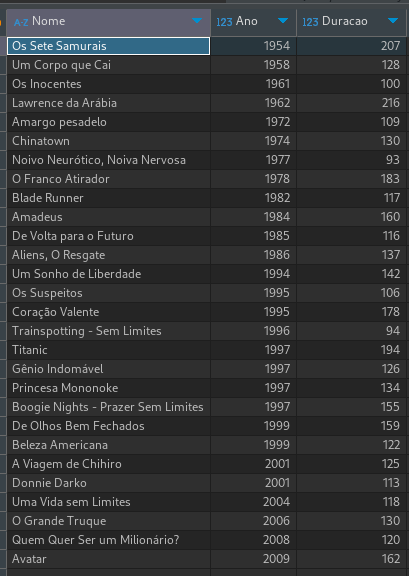 A-Z Nome 123 Ano 123 Duracao
Os Sete Samurais 1954 207
Um Corpo que Cai 1958 128
Os Inocentes 1961 100
Lawrence da Arábia 1962 216
Amargo pesadelo 1972 109
Chinatown 1974 130
Noivo Neurótico, Noiva Nervosa 1977 93
O Franco Atirador 1978 183
Blade Runner 1982 117
Amadeus 1984 160
De Volta para o Futuro 1985 116
Aliens, O Resgate 1986 137
Um Sonho de Liberdade 1994 142
Os Suspeitos 1995 106
Coração Valente 1995 178
Trainspotting - Sem Limites 1996 94
Titanic 1997 194
Gênio Indomável 1997 126
Princesa Mononoke 1997 134
Boogie Nights - Prazer Sem Limites 1997 155
De Olhos Bem Fechados 1999 159
Beleza Americana 1999 122
A Viagem de Chihiro 2001 125
Donnie Darko 2001 113
Uma Vida sem Limites 2004 118
O Grande Truque 2006 130
Quem Quer Ser um Milionário? 2008 120
Avatar 2009 162